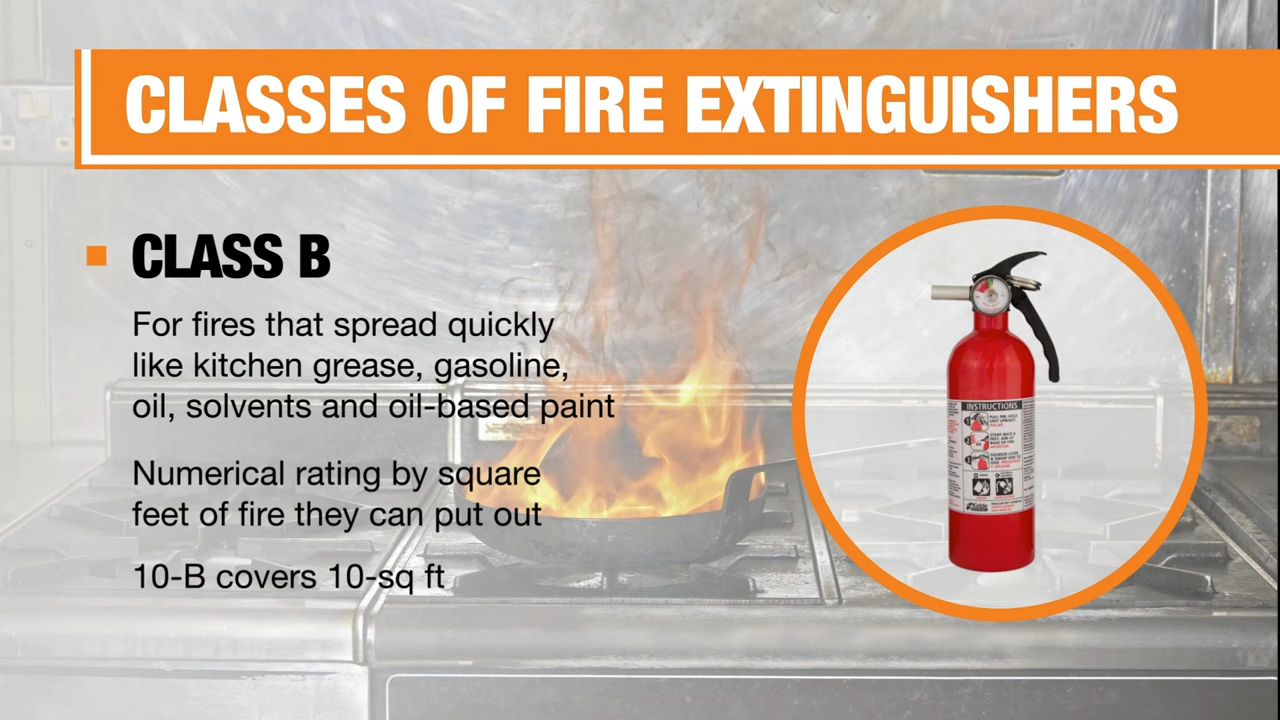 CLASSES OF FIRE EXTINGUISHERS
CLASS B
For fires that spread quickly
like kitchen grease, gasoline,
oil, solvents and oil-based paint
Numerical rating by square
feet of fire they can put out
10-B covers 10-sq ft
INSTRUCTIONS
Kidde